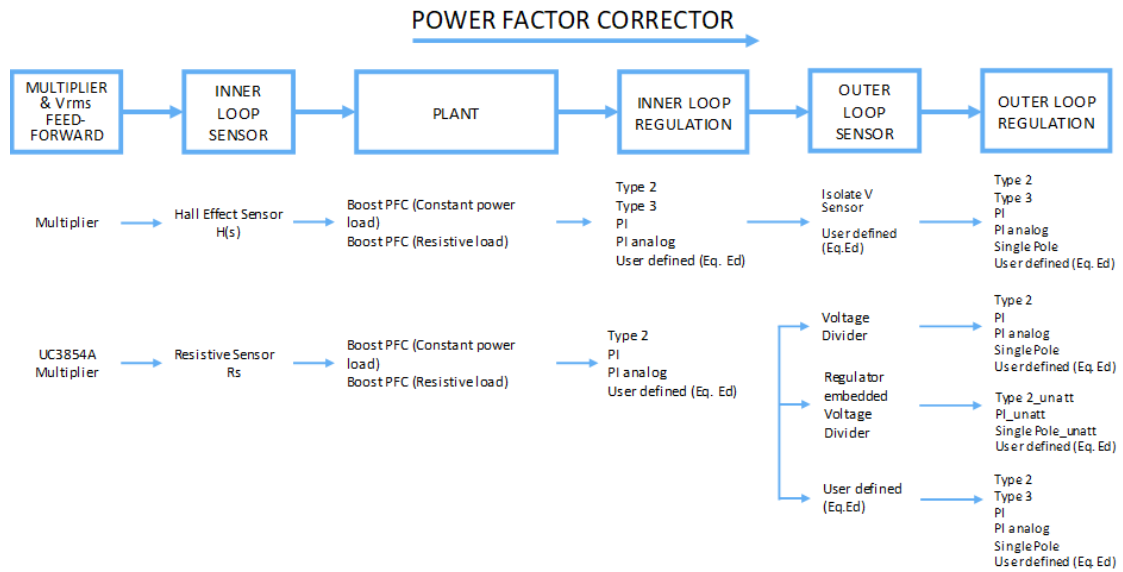 POWER FACTOR CORRECTOR
MULTIPLIER
& Vrms
FEED-
FORWARD
INNER
LOOP
SENSOR
PLANT
INNER LOOP
REGULATION
OUTER
LOOP
SENSOR
OUTER LOOP
REGULATION
Multiplier
Hall Effect Sensor
H(s)
Boost PFC (Constant power
load)
Boost PFC (Resistive load)
Type 2
Type 3
PI
PI analog
User defined (Eq. Ed)
Isolate V
Sensor
User defined
(Eq.Ed)
Type 2
Type 3
PI
PI analog
Single Pole
User defined (Eq. Ed)
UC3854A
Multiplier
Resistive Sensor
Rs
Boost PFC (Constant power
load)
Boost PFC (Resistive load)
Type 2
PI
PI analog
User defined (Eq. Ed)
Voltage
Divider
Type 2
PI
PI analog
Single Pole
User defined (Eq. Ed)
Regulator
embedded
Voltage
Divider
Type 2_unatt
PI_unatt
Single Pole_unatt
User defined (Eq. Ed)
User defined
(Eq.Ed)
Type 2
Type 3
PI
PI analog
Single Pole
User defined (Eq. Ed)